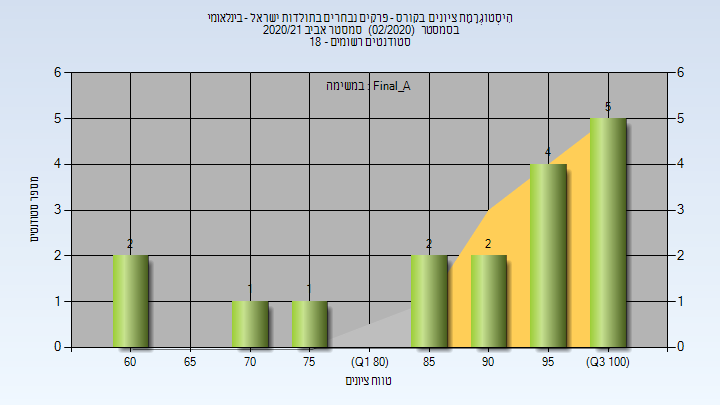 היסטוגרמת ציונים בקורס - פרקים נבחרים בתולדות ישראל - בינלאומי
בסמסטר (02/2020) סמסטר אביב 2020/21
סטודנטים רשומים - 18
במשימה : Final_A
6 6
5 5 5
4 4 4
3 3
2 2 2 2 2
1 1 1 1
0 0
60 65 70 75 (Q1 80) 85 90 95 (Q3 100)
טווח ציונים
מספר סטודנטים